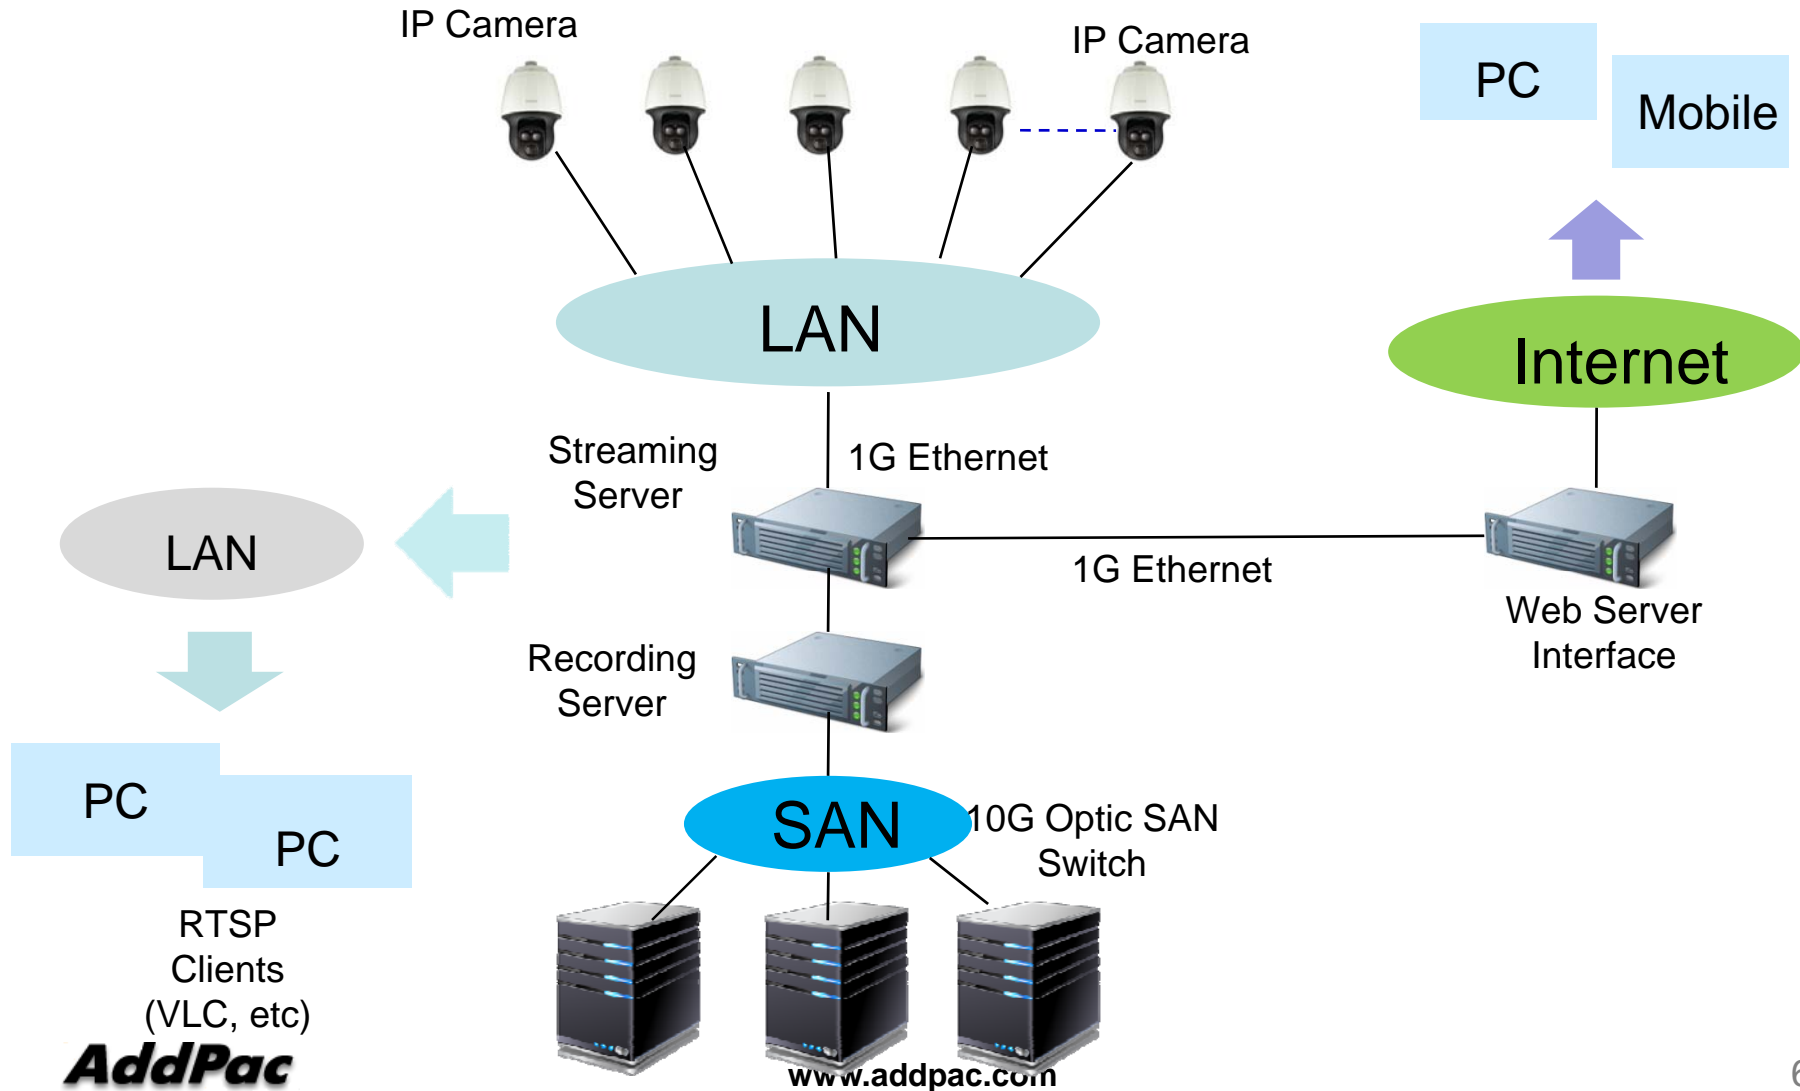 IP Camera
IP Camera
PC
Mobile
LAN
Internet
Streaming
Server
1G Ethernet
LAN
1G Ethernet
Web Server
Interface
Recording
Server
PC
PC
SAN
10G Optic SAN
Switch
RTSP
Clients
(VLC, etc)
AddPac
www.addpac.com
6